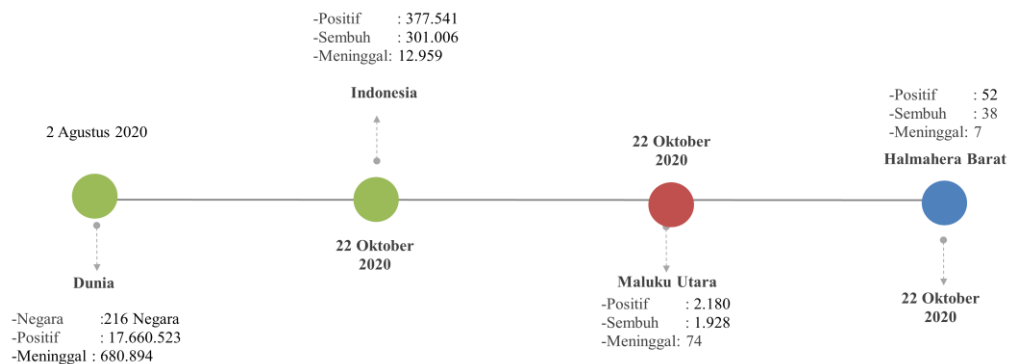 -Positif : 377.541
-Sembuh : 301.006
-Meninggal: 12.959
Indonesia
22 Oktober
2020
2 Agustus 2020
Dunia
-Negara :216 Negara
-Positif : 17.660.523
-Meninggal : 680.894
22 Oktober
2020
Maluku Utara
-Positif : 2.180
-Sembuh : 1.928
-Meninggal: 74
-Positif : 52
-Sembuh : 38
-Meninggal: 7
Halmahera Barat
22 Oktober
2020